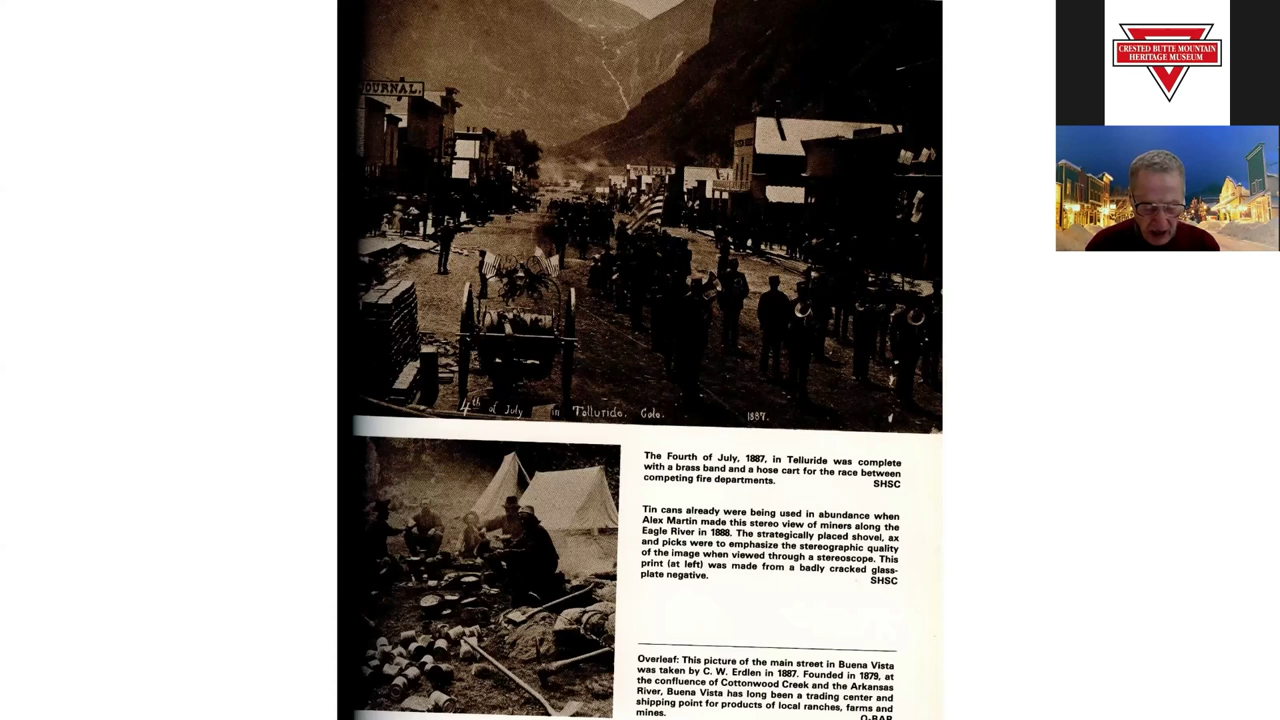 CRESTED BUTTE MOUNTAIN
HERITAGE MUSEUM
JOURNAL.
4th of July in Telluride, Colo. 1887.
The Fourth of July, 1887, in Telluride was complete
with a brass band and a hose cart for the race between
competing fire departments. SHSC
Tin cans already were being used in abundance when
Alex Martin made this stereo view of miners along the
Eagle River in 1888. The strategically placed shovel, ax
and picks were to emphasize the stereographic quality
of the image when viewed through a stereoscope. This
print (at left) was made from a badly cracked glass-
plate negative. SHSC
Overleaf: This picture of the main street in Buena Vista
was taken by C. W. Erdlen in 1887. Founded in 1879, at
the confluence of Cottonwood Creek and the Arkansas
River, Buena Vista has long been a trading center and
shipping point for products of local ranches, farms and
mines.